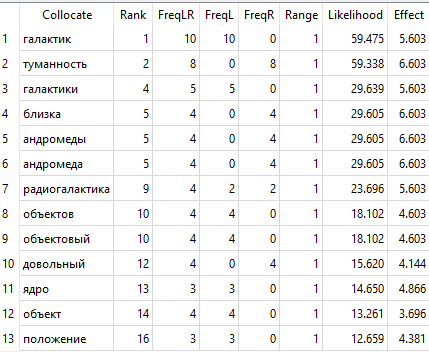 Collocate Rank FreqLR FreqL FreqR Range Likelihood Effect
1 галактик 1 10 10 0 1 59.475 5.603
2 туманность 2 8 0 8 1 59.338 6.603
3 галактики 4 5 5 0 1 29.639 5.603
4 близка 5 4 0 4 1 29.605 6.603
5 андромеды 5 4 0 4 1 29.605 6.603
6 андромеда 5 4 0 4 1 29.605 6.603
7 радиогалактика 9 4 2 2 1 23.696 5.603
8 объектов 10 4 4 0 1 18.102 4.603
9 объектовый 10 4 4 0 1 18.102 4.603
10 довольный 12 4 0 4 1 15.620 4.144
11 ядро 13 3 3 0 1 14.650 4.866
12 объект 14 4 4 0 1 13.261 3.696
13 положение 16 3 3 0 1 12.659 4.381